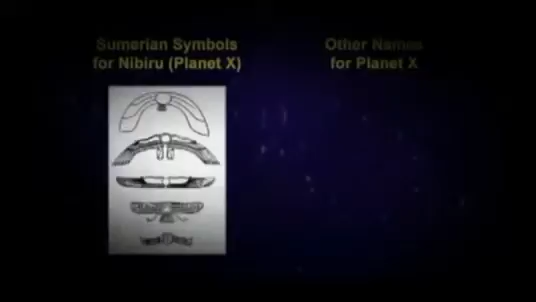 Sumerian Symbols
for Nibiru (Planet X)
Other Names
for Planet X